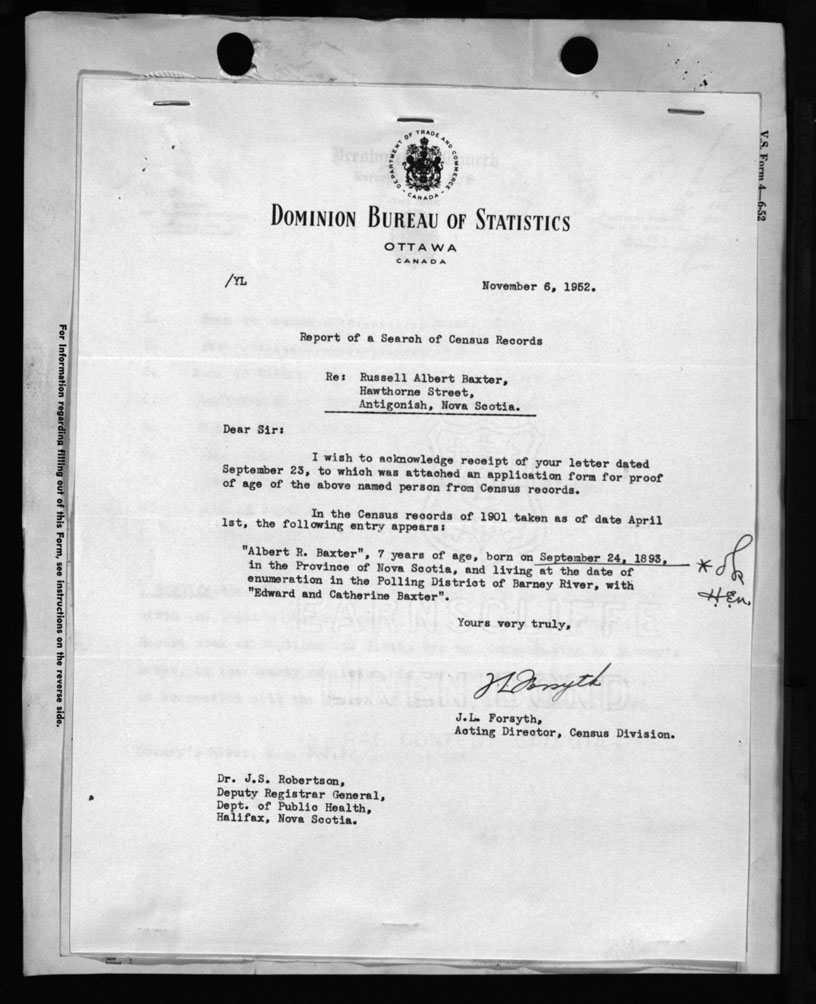 DEPARTMENT OF TRADE AND COMMERCE
CANADA
DOMINION BUREAU OF STATISTICS
OTTAWA
CANADA
/YL
November 6, 1952.
Report of a Search of Census Records
Re: Russell Albert Baxter,
Hawthorne Street,
Antigonish, Nova Scotia.
Dear Sir:
I wish to acknowledge receipt of your letter dated
September 23, to which was attached an application form for proof
of age of the above named person from Census records.
In the Census records of 1901 taken as of date April
1st, the following entry appears:
"Albert R. Baxter", 7 years of age, born on September 24, 1893,
in the Province of Nova Scotia, and living at the date of
enumeration in the Polling District of Barney River, with
"Edward and Catherine Baxter".
Yours very truly,
J L Forsyth
J.L. Forsyth,
Acting Director, Census Division.
Dr. J.S. Robertson,
Deputy Registrar General,
Dept. of Public Health,
Halifax, Nova Scotia.
For information regarding filling out of this Form, see instructions on the reverse side.
V.S. Form 4—6-52